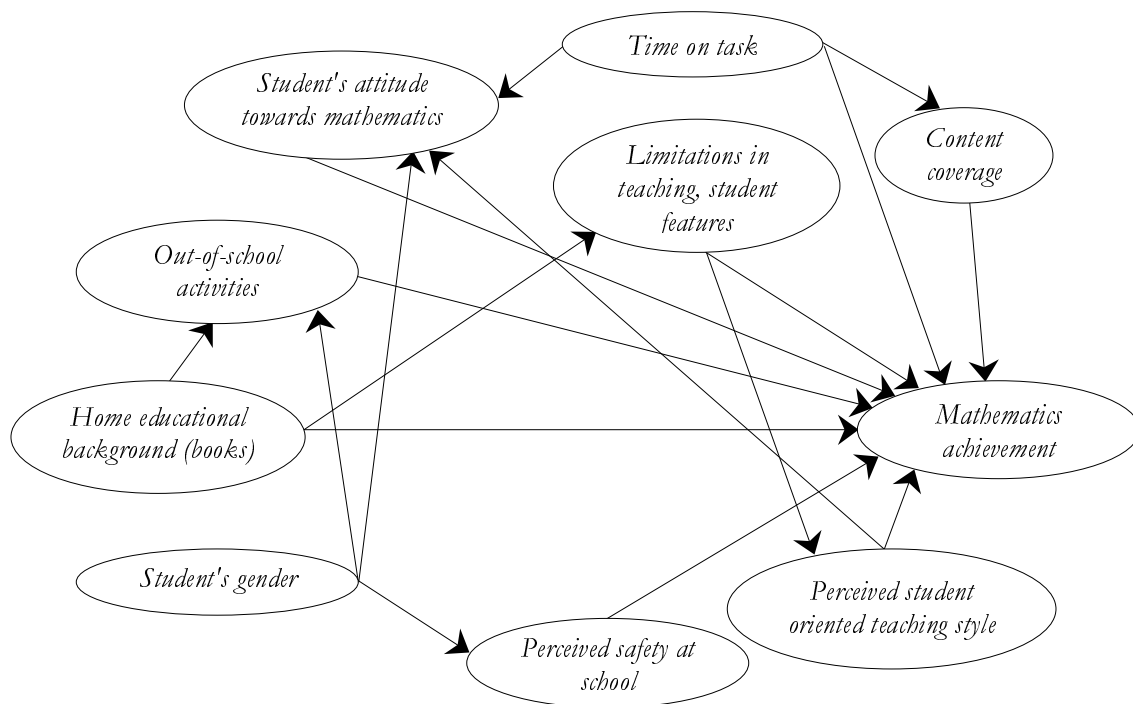 Time on task
Student's attitude
towards mathematics
Content
coverage
Limitations in
teaching, student
features
Out-of-school
activities
Home educational
background (books)
Mathematics
achievement
Student's gender
Perceived student
oriented teaching style
Perceived safety at
school